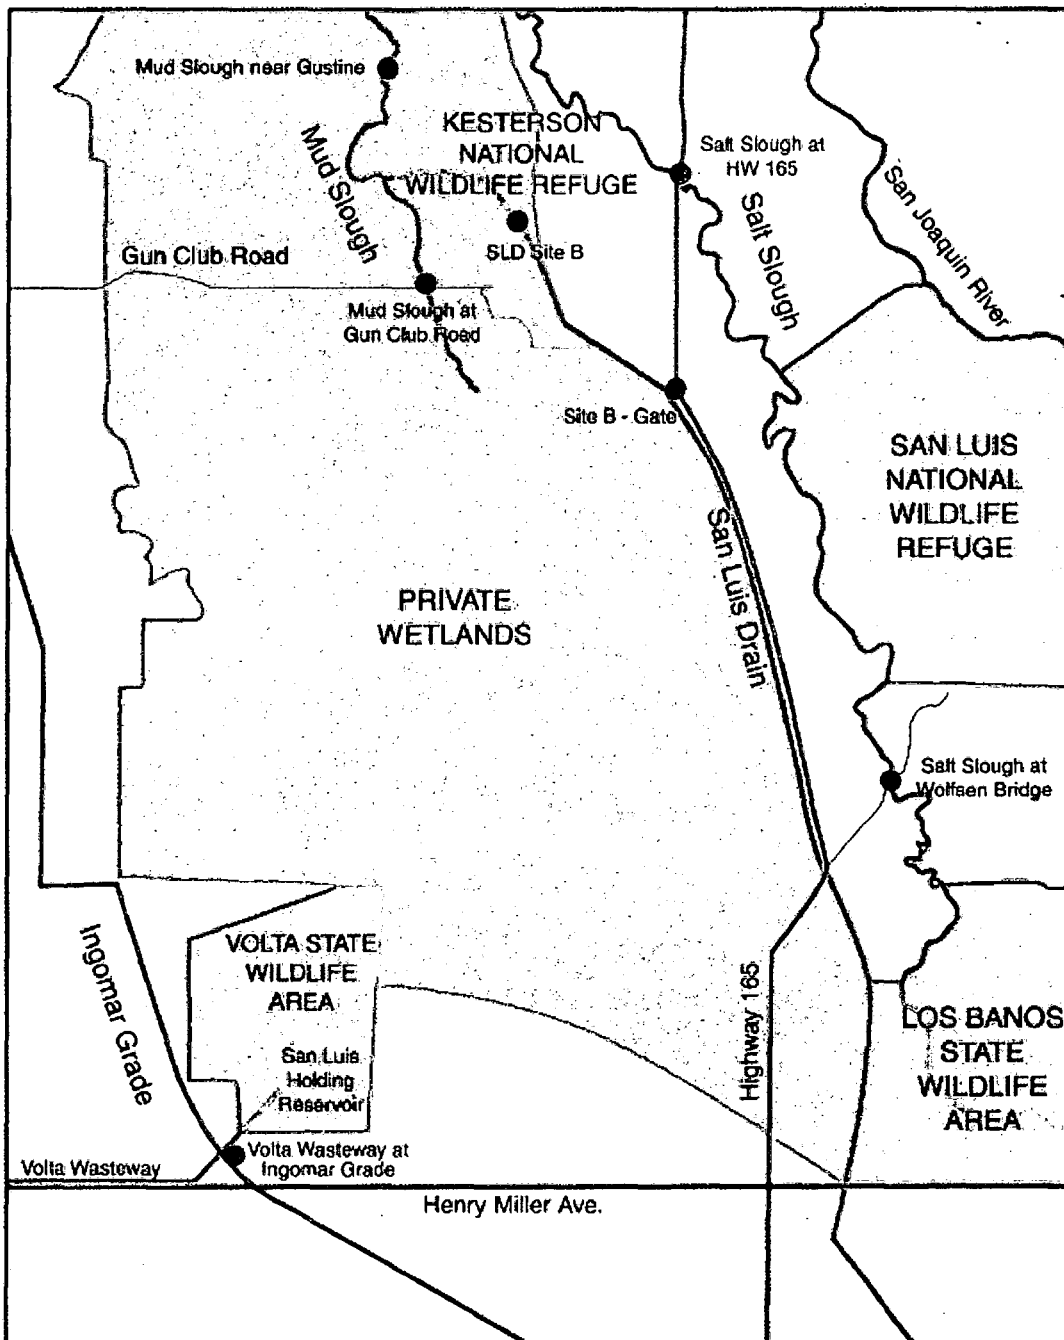 Mud Slough near Gustine
KESTERSON
NATIONAL
WILDLIFE REFUGE
Salt Slough at
HW 165
Mud Slough
Salt Slough
San Joaquin River
SLD Site B
Gun Club Road
Mud Slough at
Gun Club Road
Site B - Gate
SAN LUIS
NATIONAL
WILDLIFE
REFUGE
San Luis Drain
PRIVATE
WETLANDS
Salt Slough at
Wolfsen Bridge
Ingomar Grade
VOLTA STATE
WILDLIFE
AREA
Highway 165
LOS BANOS
STATE
WILDLIFE
AREA
San Luis
Holding
Reservoir
Volta Wasteway at
Ingomar Grade
Volta Wasteway
Henry Miller Ave.